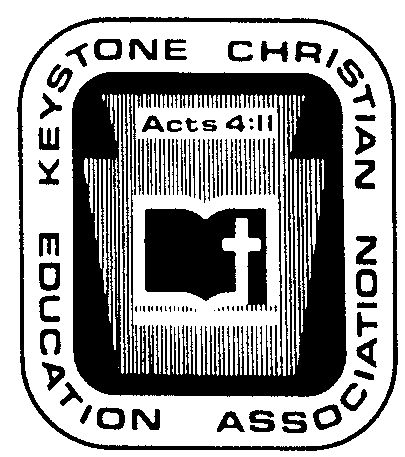 KEYSTONE CHRISTIAN
EDUCATION ASSOCIATION
Acts 4:11